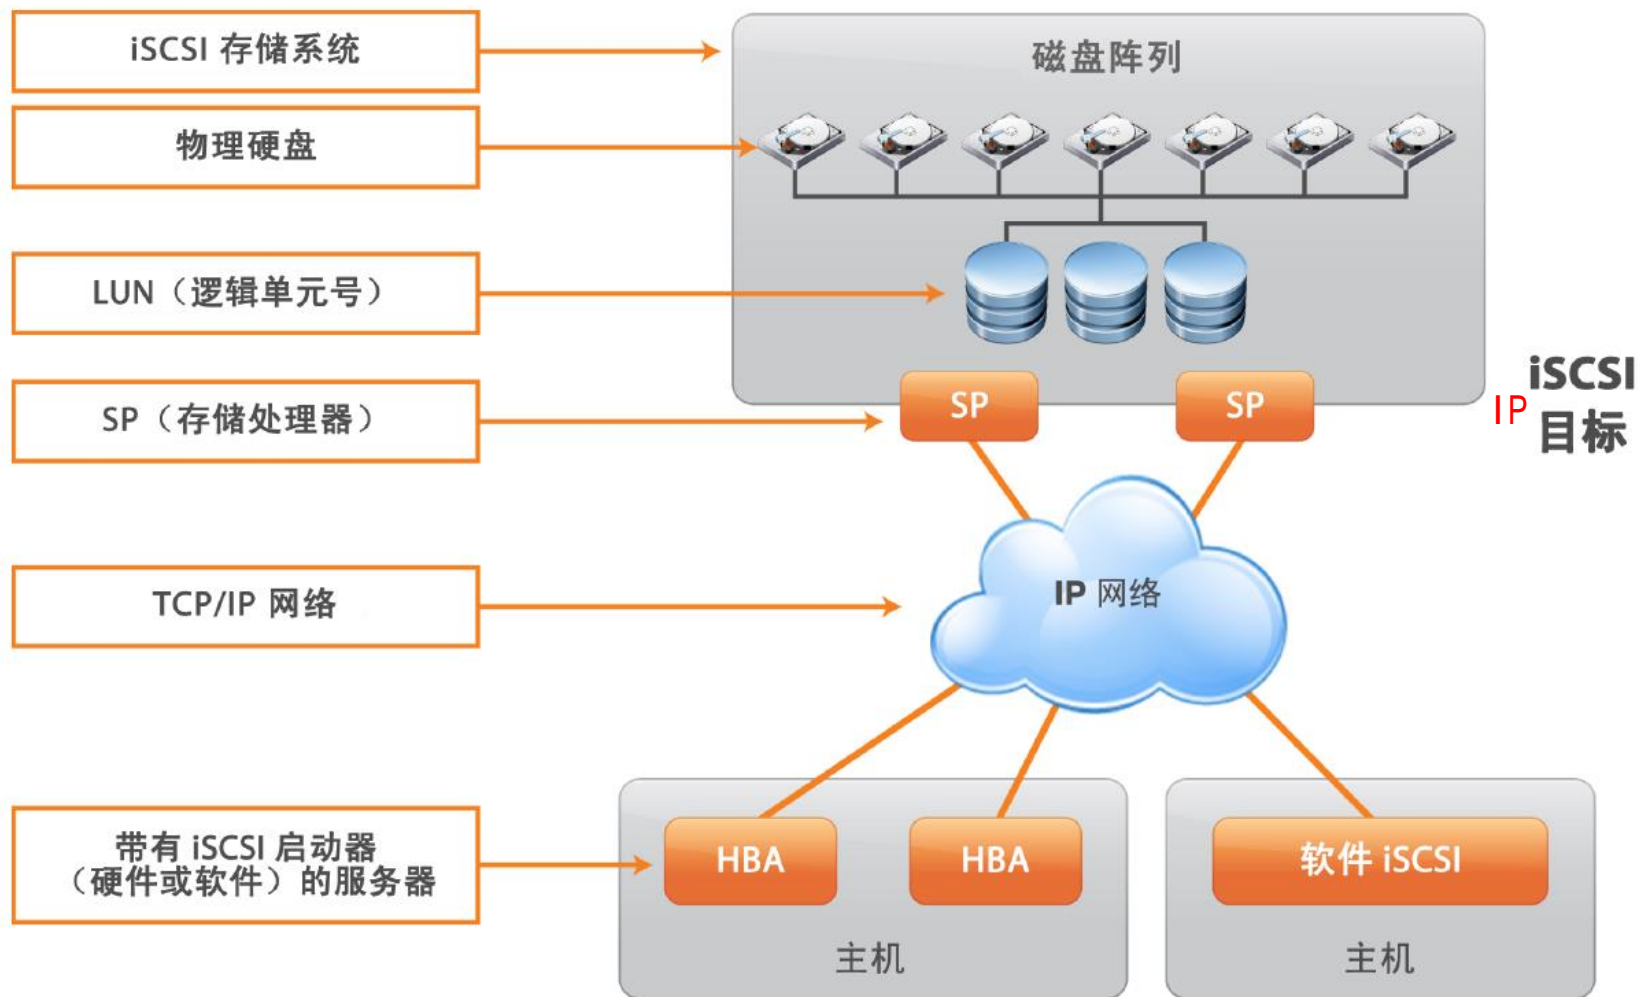 iSCSI 存储系统
磁盘阵列
物理硬盘
LUN（逻辑单元号）
SP（存储处理器）
SP
SP
iSCSI
IP
目标
TCP/IP 网络
IP 网络
带有 iSCSI 启动器
（硬件或软件）的服务器
HBA
HBA
软件 iSCSI
主机
主机